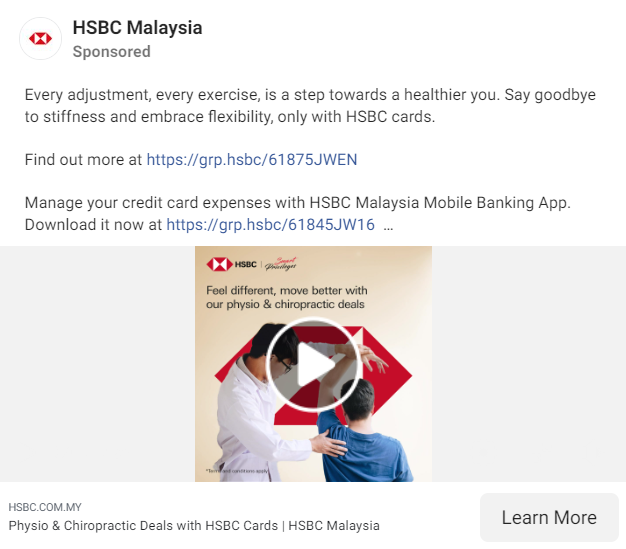 HSBC Malaysia
Sponsored
Every adjustment, every exercise, is a step towards a healthier you. Say goodbye
to stiffness and embrace flexibility, only with HSBC cards.
Find out more at https://grp.hsbc/61875JWEN
Manage your credit card expenses with HSBC Malaysia Mobile Banking App.
Download it now at https://grp.hsbc/61845JW16 ...
HSBC | Smart Privileges
Feel different, move better with
our physio & chiropractic deals
*Terms and conditions apply.
HSBC.COM.MY
Physio & Chiropractic Deals with HSBC Cards | HSBC Malaysia
Learn More